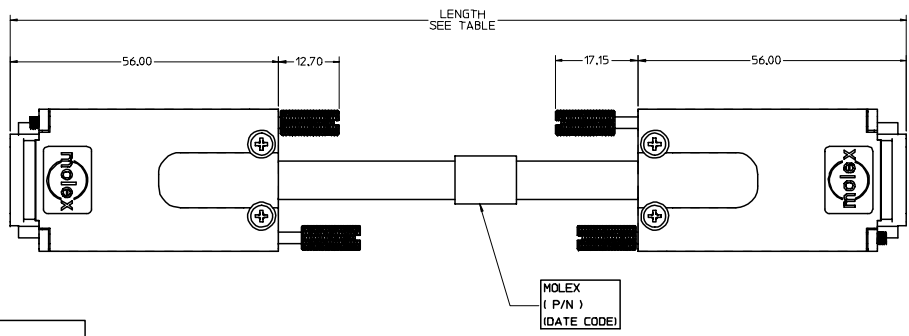 LENGTH
SEE TABLE
56.00
12.70
17.15
56.00
molex
molex
MOLEX
( P/N )
(DATE CODE)